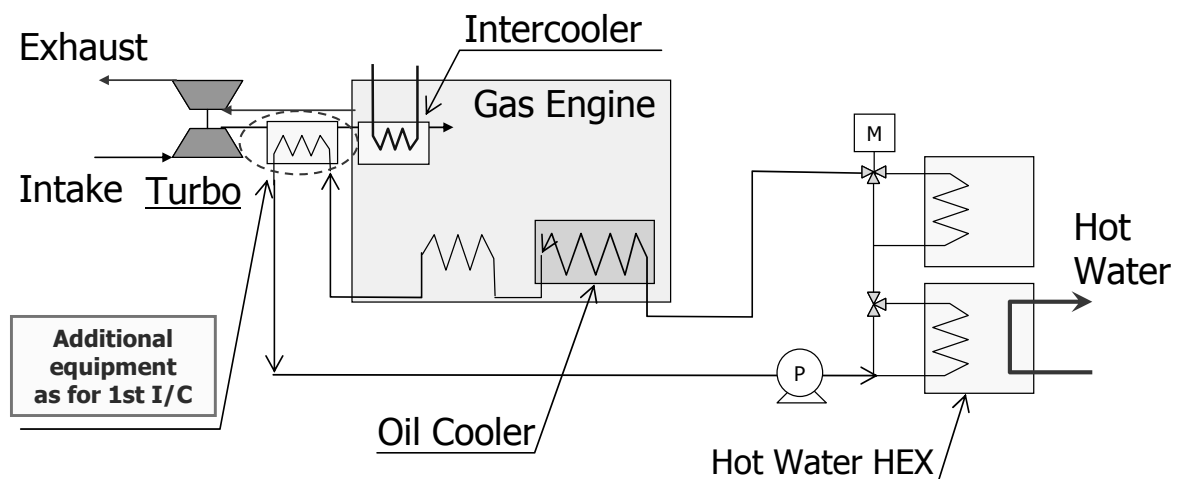 Intercooler
Exhaust
Gas Engine
M
Intake
Turbo
Hot
Water
Additional
equipment
as for 1st I/C
P
Oil Cooler
Hot Water HEX